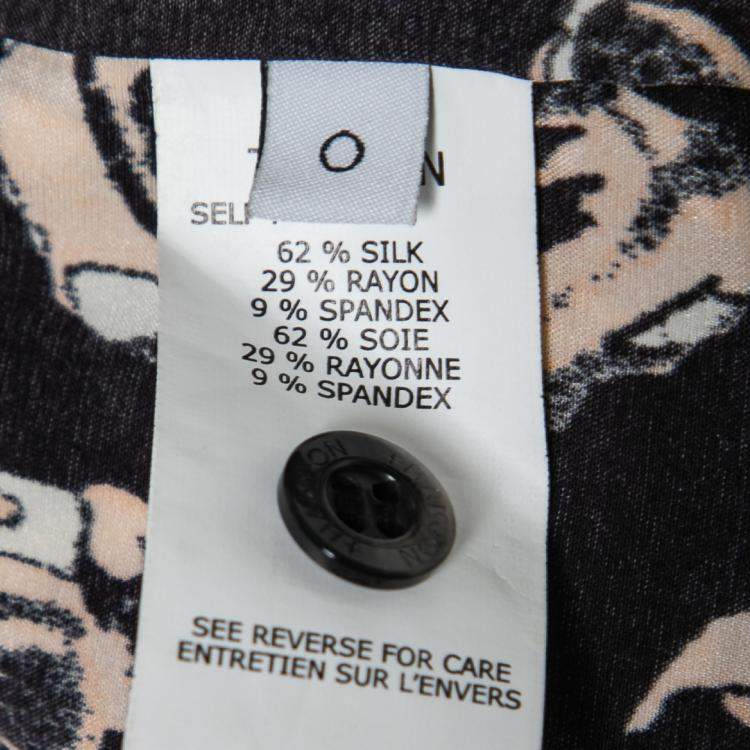 O
N
SELF
62 % SILK
29 % RAYON
9 % SPANDEX
62 % SOIE
29 % RAYONNE
9 % SPANDEX
SEE REVERSE FOR CARE
ENTRETIEN SUR L'ENVERS